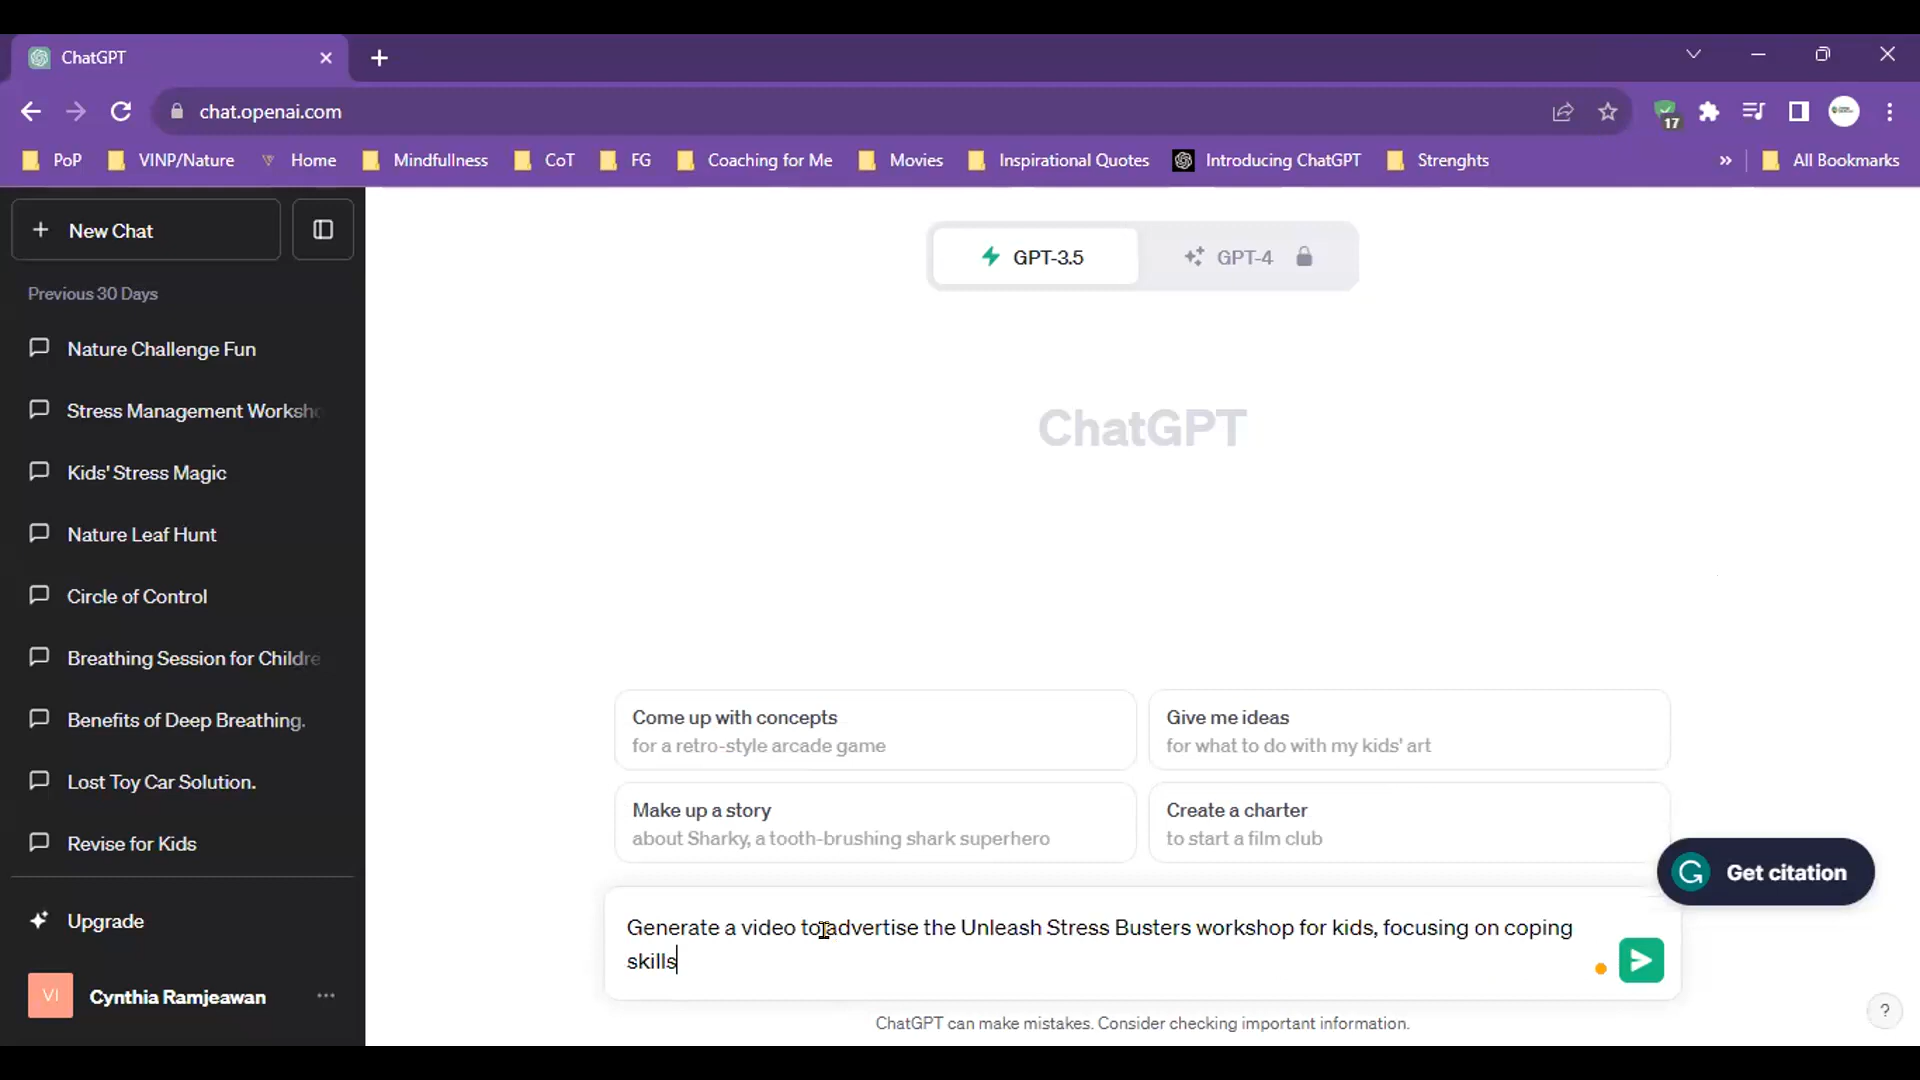 ChatGPT
chat.openai.com
17
PoP
VINP/Nature
Home
Mindfullness
CoT
FG
Coaching for Me
Movies
Inspirational Quotes
Introducing ChatGPT
Strenghts
»
All Bookmarks
New Chat
Previous 30 Days
Nature Challenge Fun
Stress Management Worksho
Kids' Stress Magic
Nature Leaf Hunt
Circle of Control
Breathing Session for Childre
Benefits of Deep Breathing.
Lost Toy Car Solution.
Revise for Kids
Upgrade
VI
Cynthia Ramjeawan
GPT-3.5
GPT-4
ChatGPT
Come up with concepts
for a retro-style arcade game
Give me ideas
for what to do with my kids' art
Make up a story
about Sharky, a tooth-brushing shark superhero
Create a charter
to start a film club
Get citation
Generate a video to advertise the Unleash Stress Busters workshop for kids, focusing on coping
skills
ChatGPT can make mistakes. Consider checking important information.
?